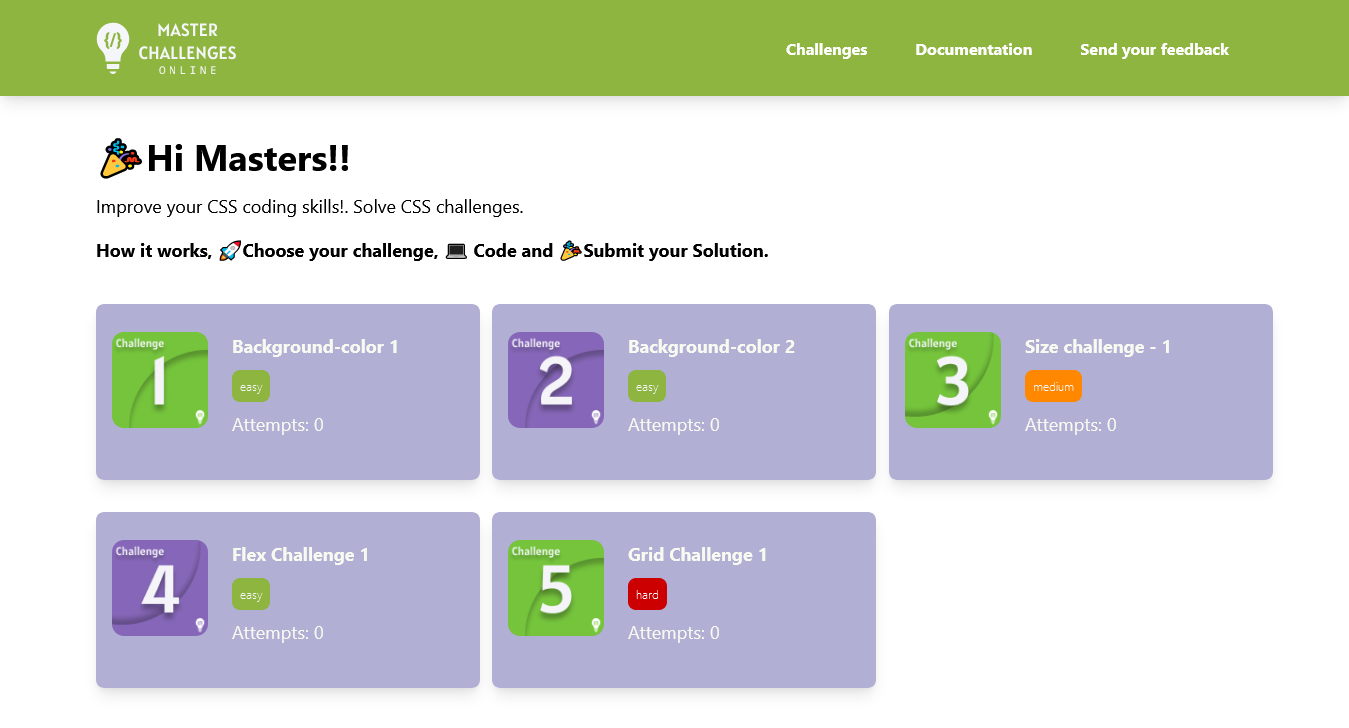 MASTER
CHALLENGES
ONLINE
Challenges Documentation Send your feedback
🎉Hi Masters!!
Improve your CSS coding skills!. Solve CSS challenges.
How it works, 🚀Choose your challenge, 💻 Code and 🎉Submit your Solution.
Challenge
1
Background-color 1
easy
Attempts: 0
Challenge
2
Background-color 2
easy
Attempts: 0
Challenge
3
Size challenge - 1
medium
Attempts: 0
Challenge
4
Flex Challenge 1
easy
Attempts: 0
Challenge
5
Grid Challenge 1
hard
Attempts: 0